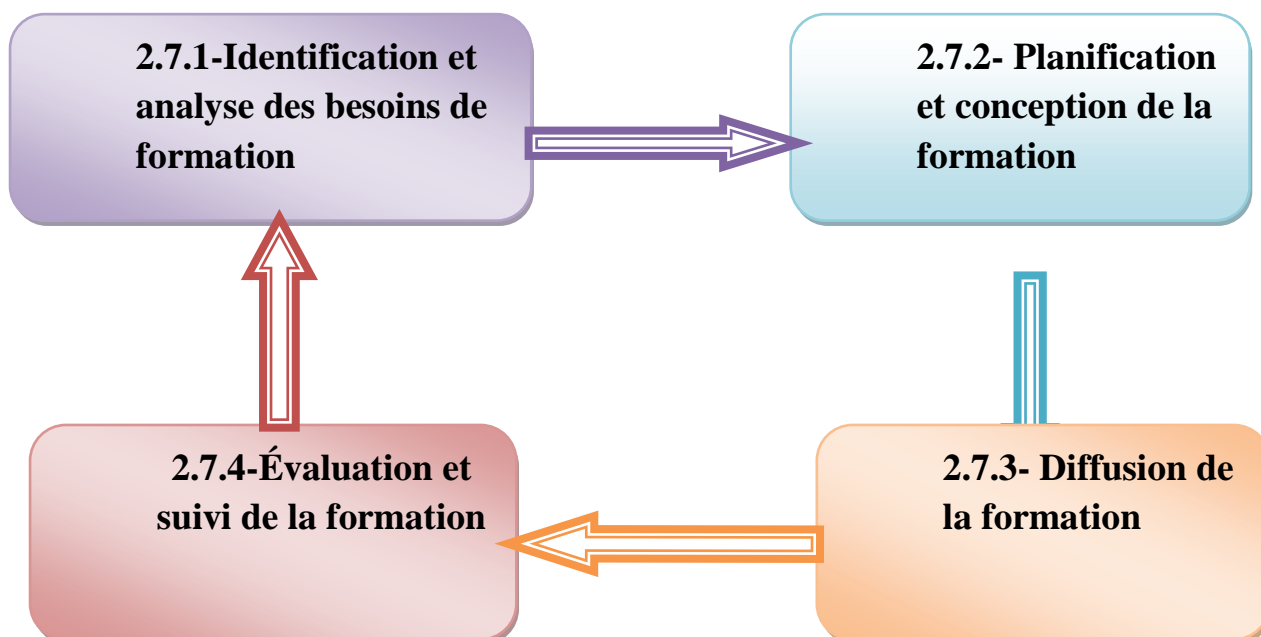 2.7.1-Identification et
analyse des besoins de
formation
2.7.2- Planification
et conception de la
formation
2.7.4-Évaluation et
suivi de la formation
2.7.3- Diffusion de
la formation